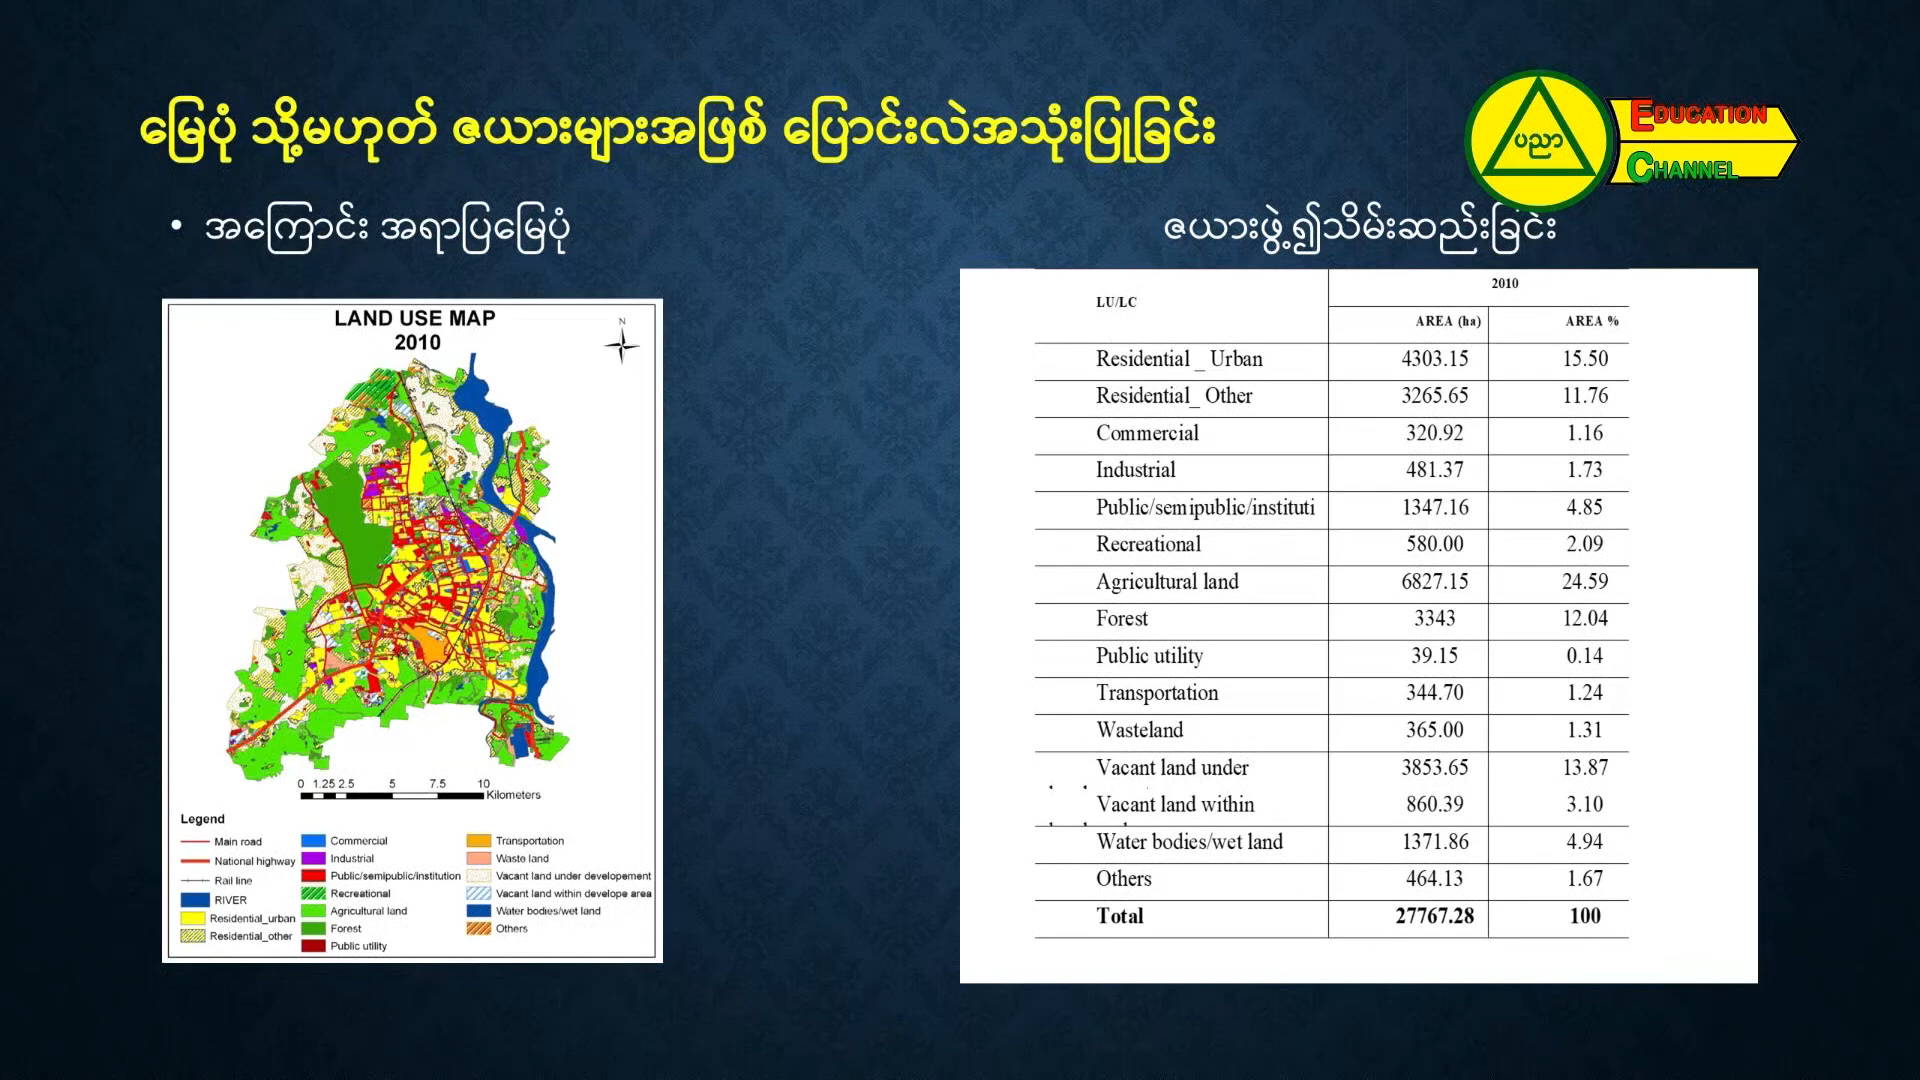 မြေပုံ သို့မဟုတ် ဇယားများအဖြစ် ပြောင်းလဲအသုံးပြုခြင်း
ပညာ
EDUCATION
CHANNEL
• အကြောင်း အရာပြမြေပုံ
ဇယားဖွဲ့၍သိမ်းဆည်းခြင်း
LAND USE MAP
2010
N
0 1.25 2.5 5 7.5 10
Kilometers
Legend
Main road
National highway
Rail line
RIVER
Residential_urban
Residential_other
Commercial
Industrial
Public/semipublic/institution
Recreational
Agricultural land
Forest
Public utility
Transportation
Waste land
Vacant land under developement
Vacant land within develope area
Water bodies/wet land
Others
LU/LC 2010
AREA (ha) AREA %
Residential _ Urban 4303.15 15.50
Residential_ Other 3265.65 11.76
Commercial 320.92 1.16
Industrial 481.37 1.73
Public/semipublic/instituti 1347.16 4.85
Recreational 580.00 2.09
Agricultural land 6827.15 24.59
Forest 3343 12.04
Public utility 39.15 0.14
Transportation 344.70 1.24
Wasteland 365.00 1.31
Vacant land under 3853.65 13.87
Vacant land within 860.39 3.10
Water bodies/wet land 1371.86 4.94
Others 464.13 1.67
Total 27767.28 100